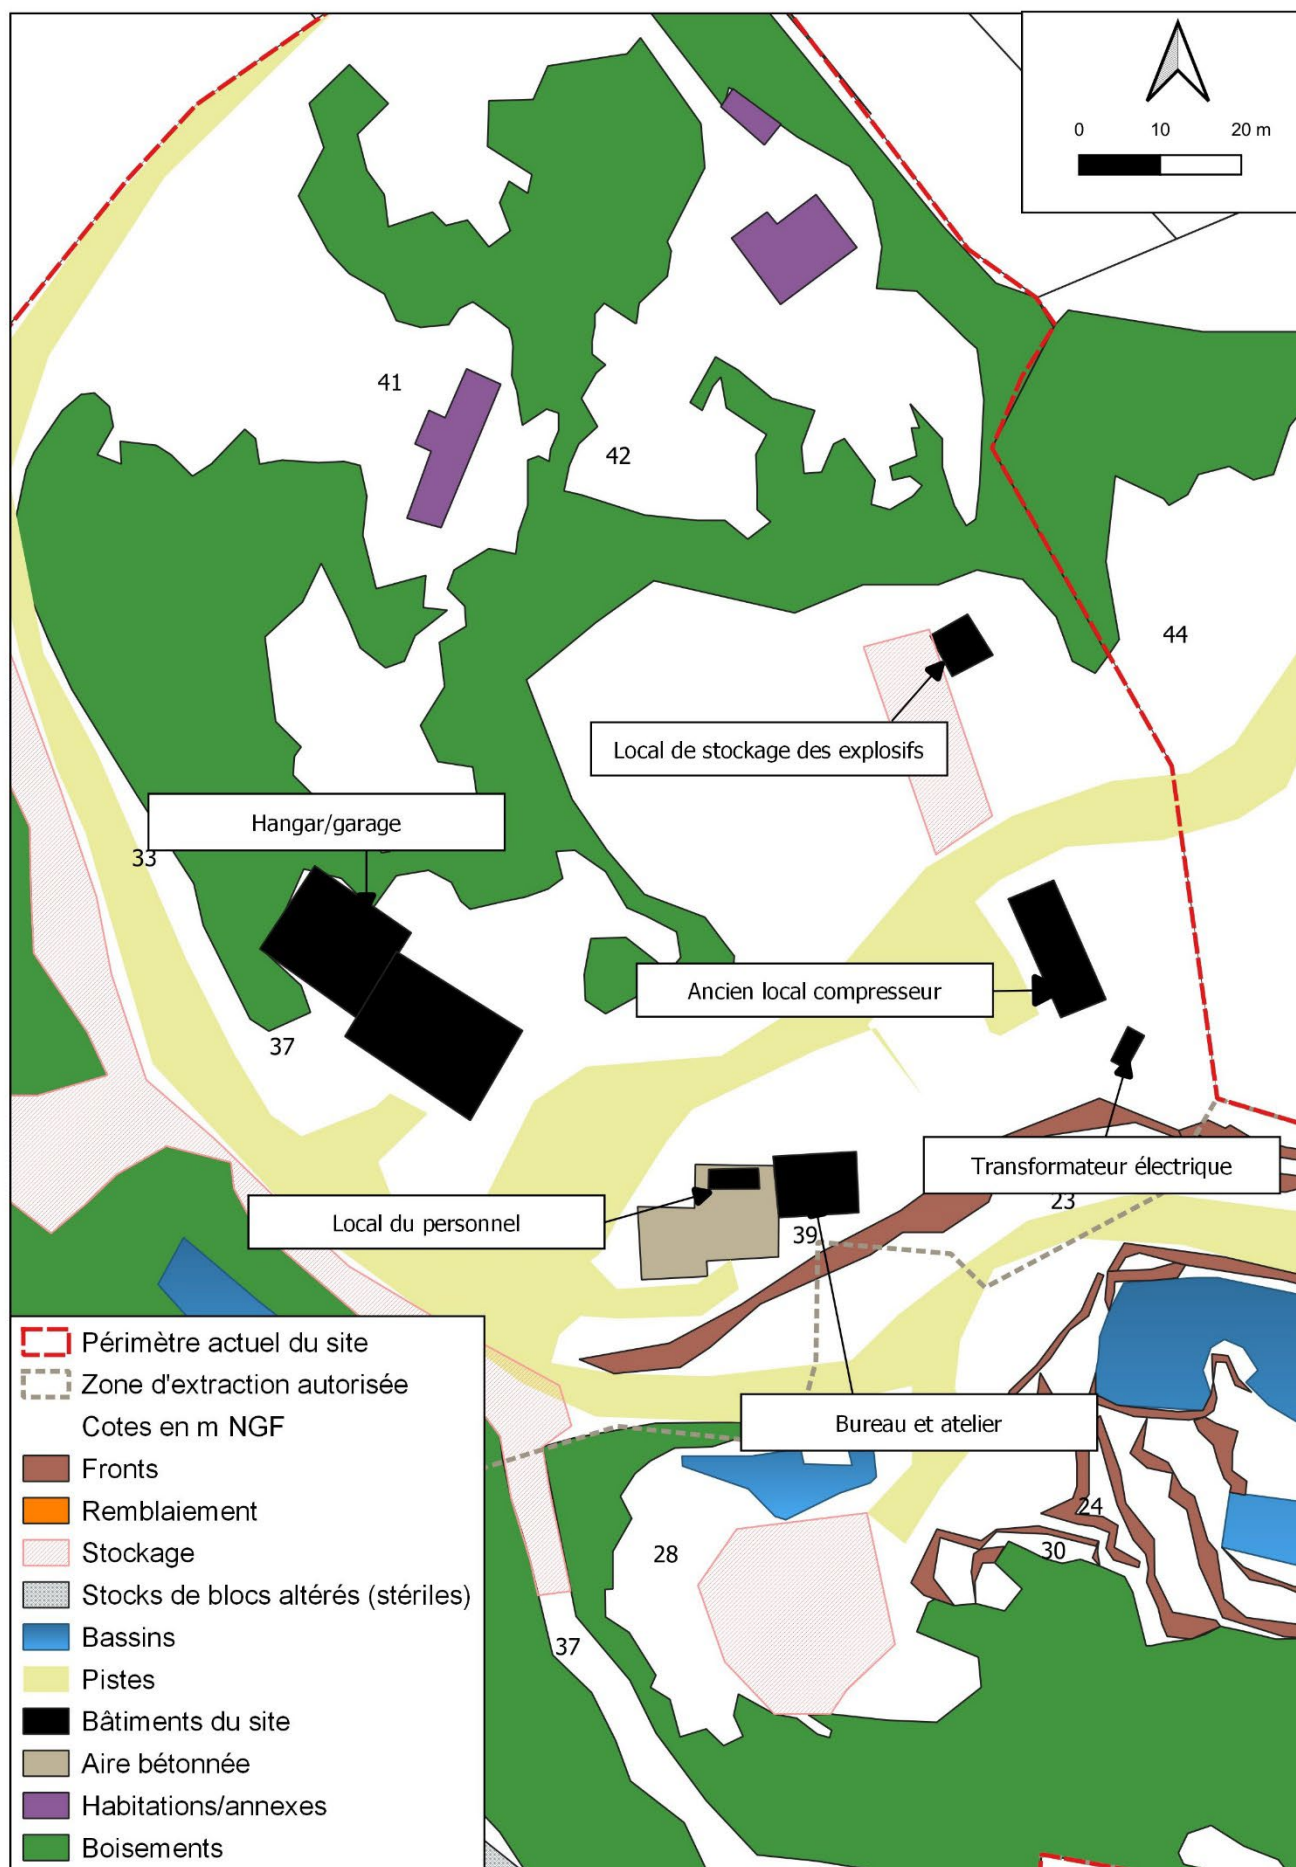 0 10 20 m
41
42
44
Local de stockage des explosifs
Hangar/garage
33
Ancien local compresseur
37
Transformateur électrique
23
Local du personnel
39
Bureau et atelier
24
30
28
37
Périmètre actuel du site
Zone d'extraction autorisée
Cotes en m NGF
Fronts
Remblaiement
Stockage
Stocks de blocs altérés (stériles)
Bassins
Pistes
Bâtiments du site
Aire bétonnée
Habitations/annexes
Boisements